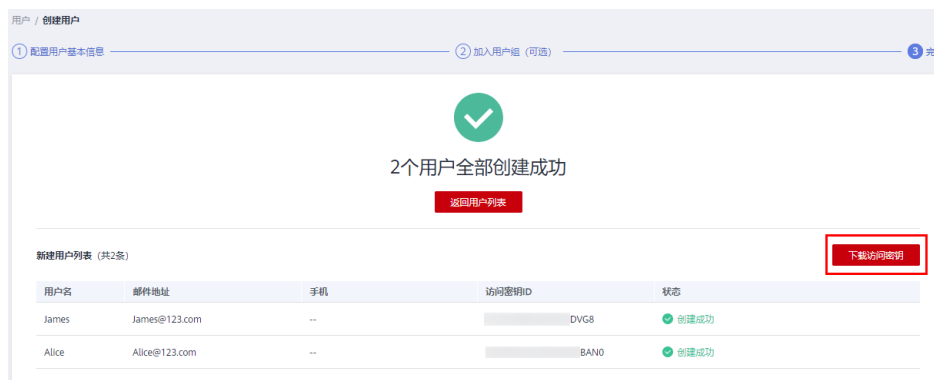 用户 / 创建用户
1 配置用户基本信息 2 加入用户组 (可选) 3 完
2个用户全部创建成功
返回用户列表
新建用户列表 (共2条) 下载访问密钥
用户名 邮件地址 手机 访问密钥ID 状态
James James@123.com -- DVG8 创建成功
Alice Alice@123.com -- BAN0 创建成功